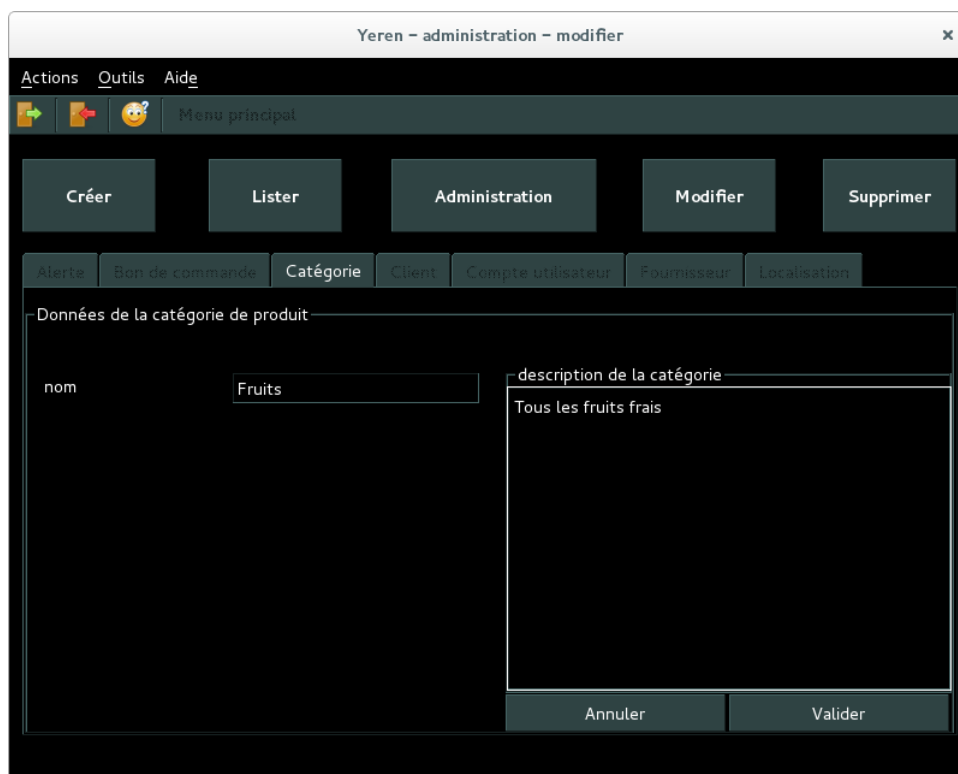 Yeren – administration – modifier
Actions Outils Aide
Menu principal
Créer Lister Administration Modifier Supprimer
Alerte Bon de commande Catégorie Client Compte utilisateur Fournisseur Localisation
Données de la catégorie de produit
nom Fruits
description de la catégorie
Tous les fruits frais
Annuler Valider